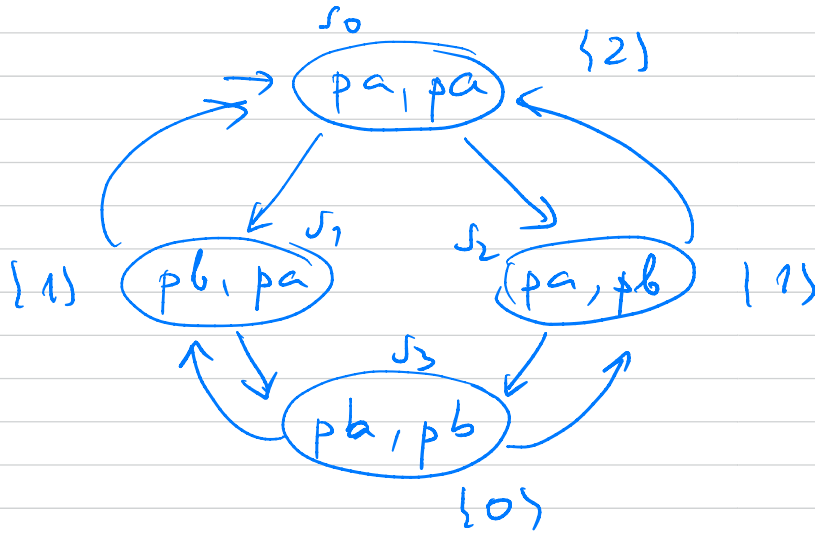 s0
{2}
pa, pa
s1
s2
{1}
pb, pa
pa, pb
{1}
s3
pb, pb
{0}